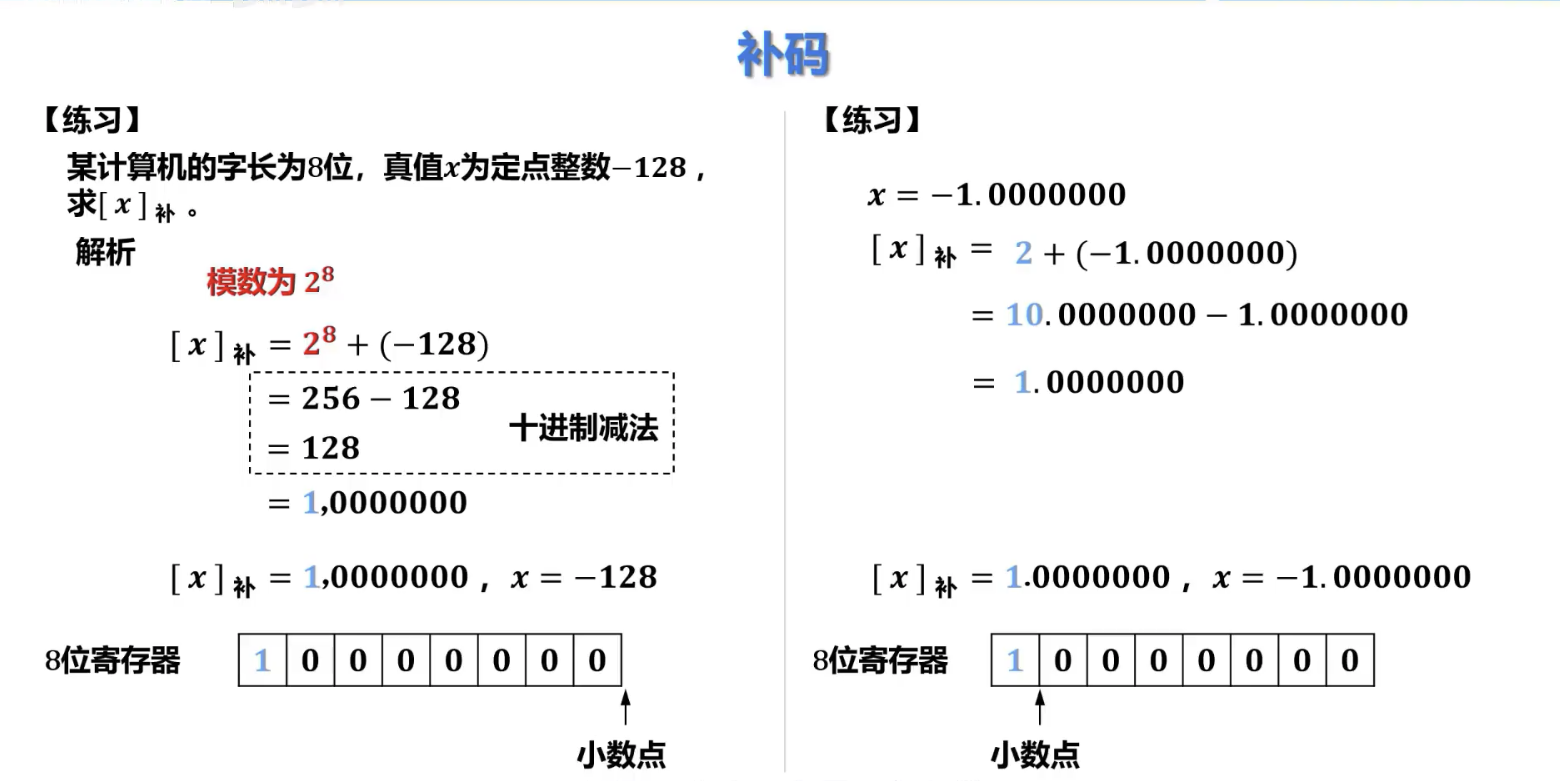 补码
【练习】
某计算机的字长为8位，真值x为定点整数−128，
求[ x ]补 。
解析
模数为 2⁸
[ x ]补 = 2⁸ + (−128)
= 256 − 128
= 128
十进制减法
= 1,0000000
[ x ]补 = 1,0000000 ，x = −128
8位寄存器 1 0 0 0 0 0 0 0
小数点
【练习】
x = −1.0000000
[ x ]补 = 2 + (−1.0000000)
= 10.0000000 − 1.0000000
= 1.0000000
[ x ]补 = 1.0000000 ，x = −1.0000000
8位寄存器 1 0 0 0 0 0 0 0
小数点